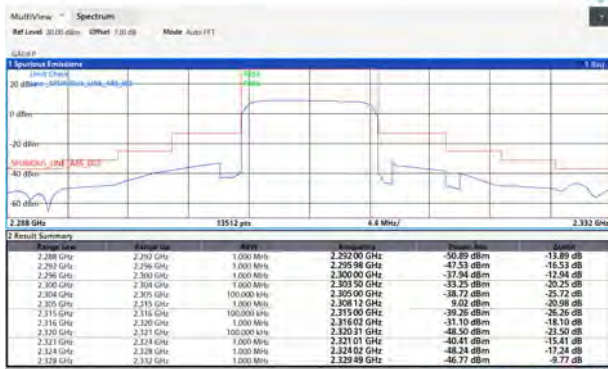 MultiView Spectrum
Ref Level 30.00 dBm Offset 7.00 dB Mode Auto FFT
1 Spurious Emissions
Limit Check
20 dBm
0 dBm
-20 dBm
-40 dBm
-60 dBm
2.288 GHz 13512 pts 4.4 MHz/ 2.332 GHz
2 Result Summary
Range Low Range Up RBW Frequency Power Abs ΔLimit
2.288 GHz 2.292 GHz 1.000 MHz 2.29200 GHz -50.89 dBm -13.89 dB
2.292 GHz 2.296 GHz 1.000 MHz 2.29598 GHz -47.53 dBm -16.53 dB
2.296 GHz 2.300 GHz 1.000 MHz 2.30000 GHz -37.94 dBm -12.94 dB
2.300 GHz 2.304 GHz 1.000 MHz 2.30350 GHz -33.25 dBm -20.25 dB
2.304 GHz 2.305 GHz 100.000 kHz 2.30500 GHz -38.72 dBm -25.72 dB
2.305 GHz 2.315 GHz 1.000 MHz 2.30812 GHz 9.02 dBm -20.98 dB
2.315 GHz 2.316 GHz 100.000 kHz 2.31500 GHz -39.26 dBm -26.26 dB
2.316 GHz 2.320 GHz 1.000 MHz 2.31602 GHz -31.10 dBm -18.10 dB
2.320 GHz 2.321 GHz 100.000 kHz 2.32031 GHz -48.50 dBm -23.50 dB
2.321 GHz 2.324 GHz 1.000 MHz 2.32101 GHz -40.41 dBm -15.41 dB
2.324 GHz 2.328 GHz 1.000 MHz 2.32402 GHz -48.24 dBm -17.24 dB
2.328 GHz 2.332 GHz 1.000 MHz 2.32949 GHz -46.77 dBm -9.77 dB